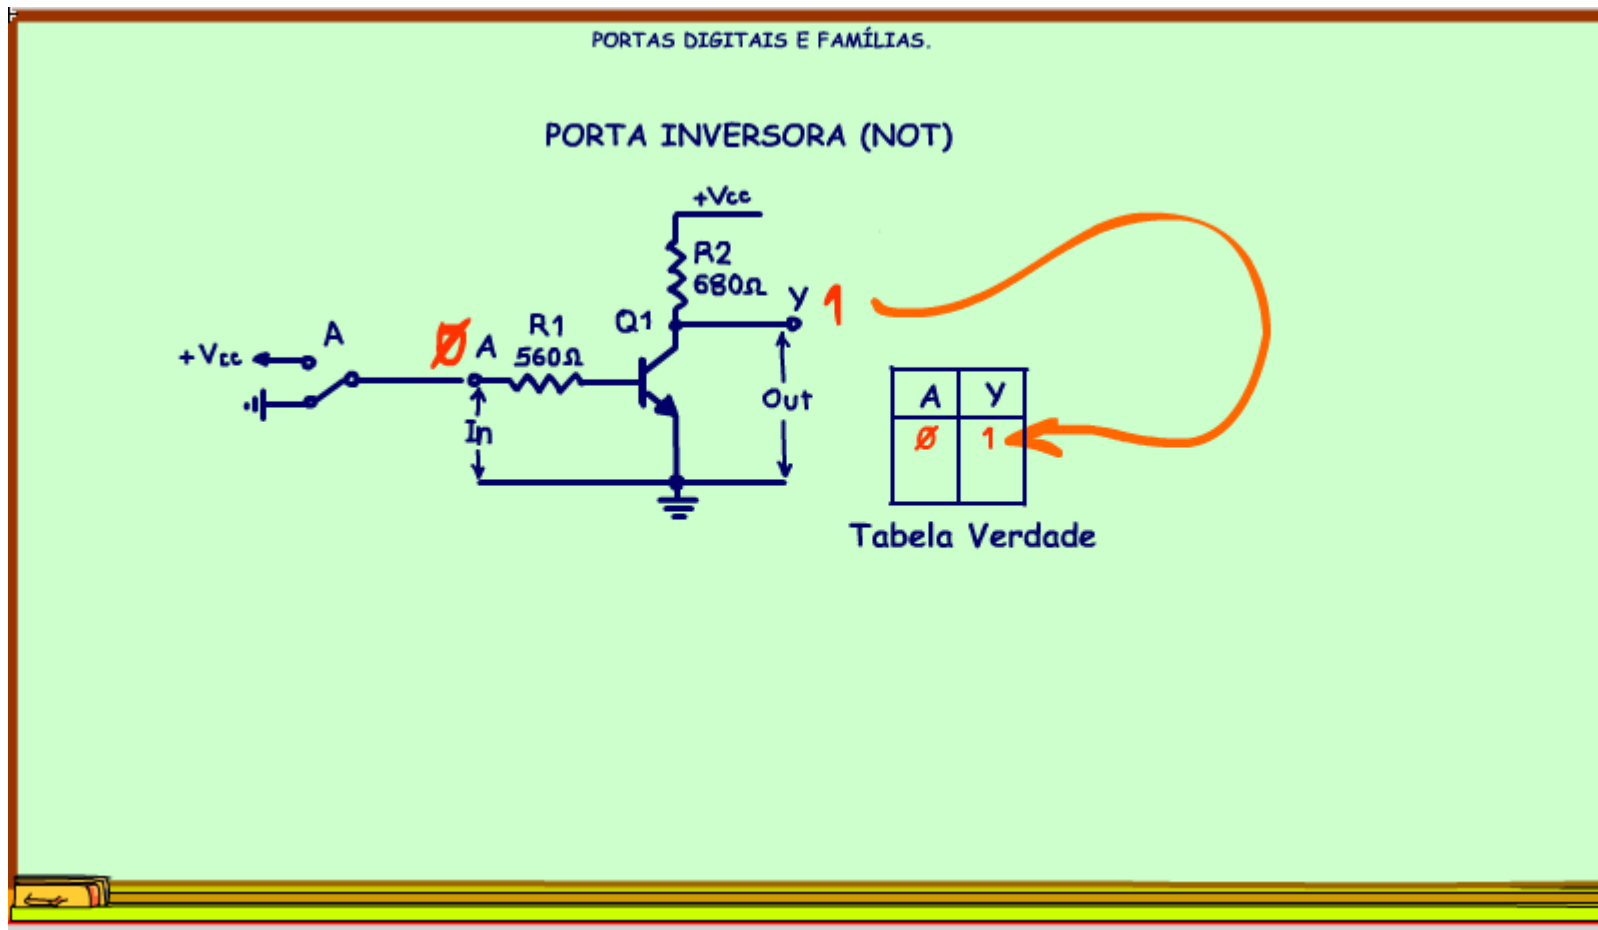 PORTAS DIGITAIS E FAMÍLIAS.
PORTA INVERSORA (NOT)
+Vcc
R2
680Ω
Y 1
Q1
R1
560Ω
Ø A
A
+Vcc
In
Out
A Y
Ø 1
Tabela Verdade